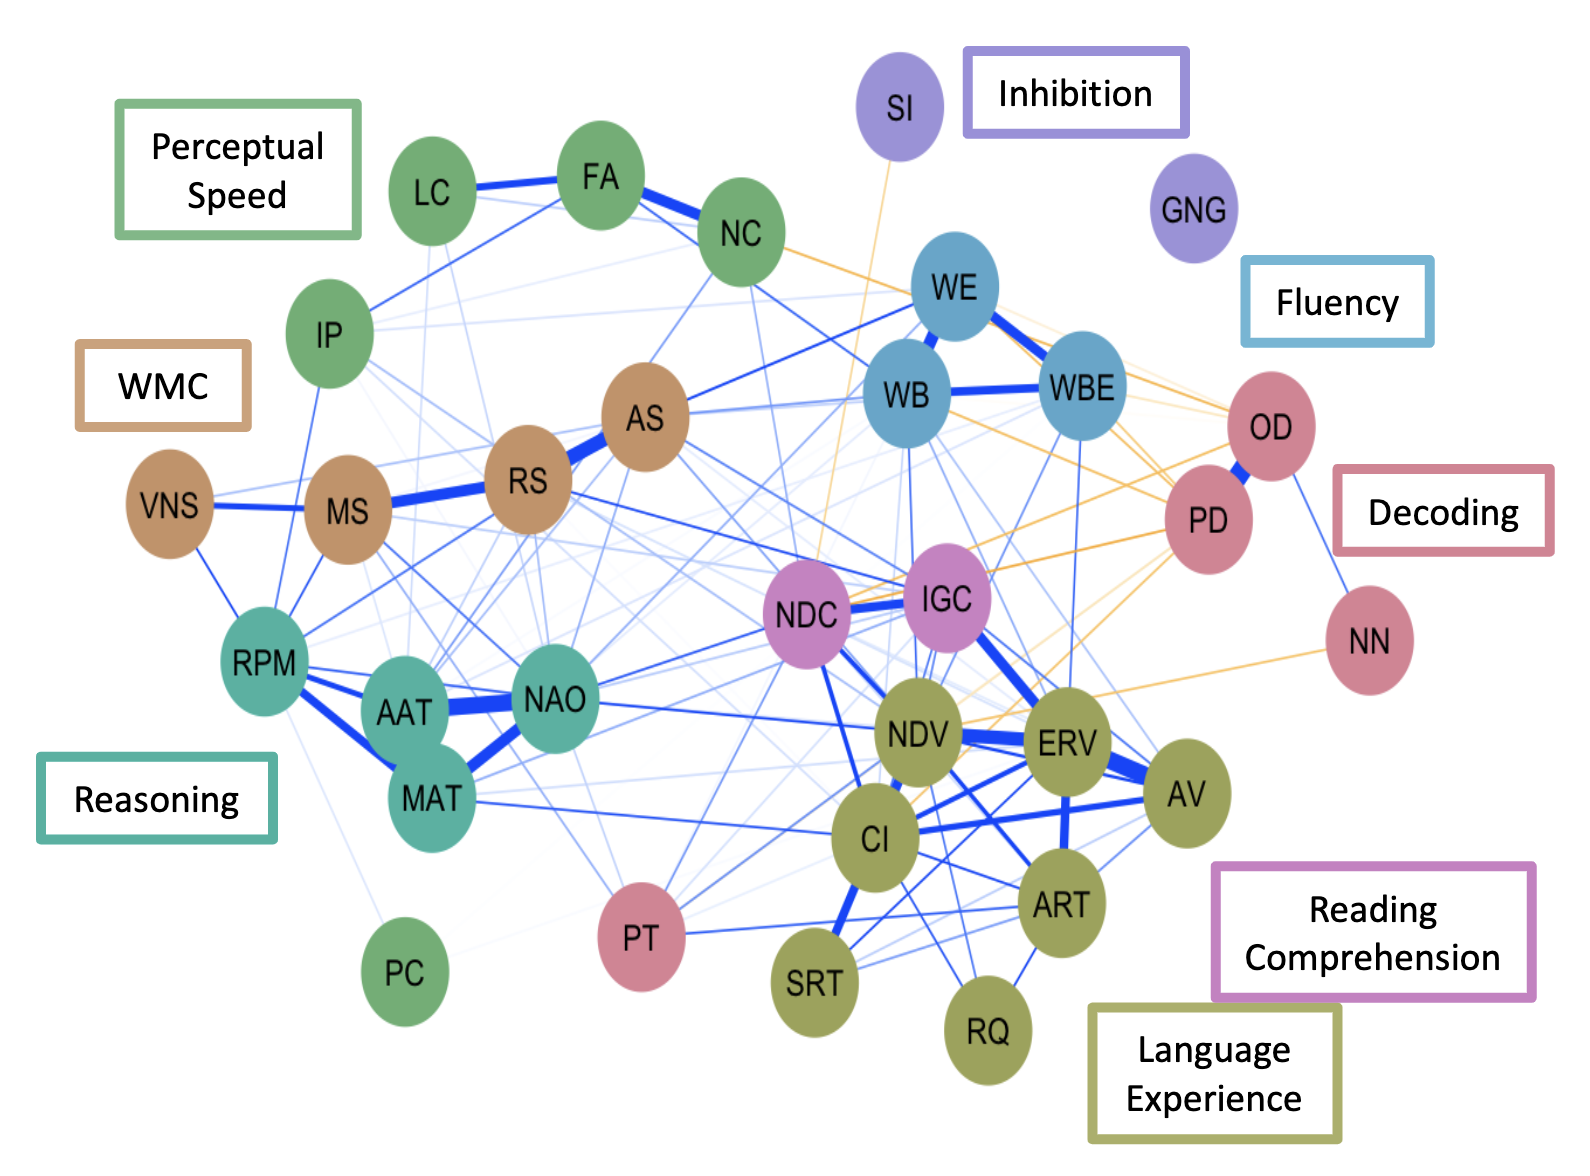 SI
Inhibition
Perceptual
Speed
LC
FA
NC
GNG
WE
Fluency
IP
WMC
AS
WB
WBE
OD
VNS
MS
RS
PD
Decoding
NDC
IGC
NN
RPM
AAT
NAO
NDV
ERV
Reasoning
MAT
CI
AV
Reading
Comprehension
PC
PT
SRT
ART
RQ
Language
Experience